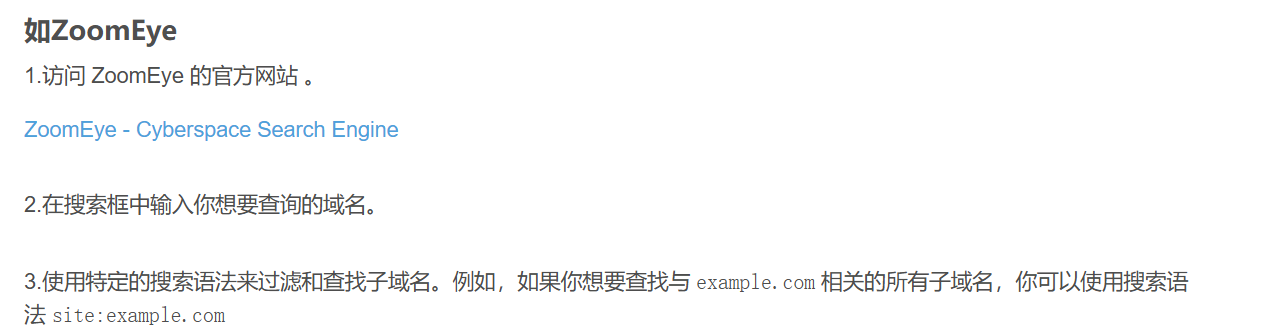 如ZoomEye
1.访问 ZoomEye 的官方网站 。
ZoomEye - Cyberspace Search Engine
2.在搜索框中输入你想要查询的域名。
3.使用特定的搜索语法来过滤和查找子域名。例如，如果你想要查找与 example.com 相关的所有子域名，你可以使用搜索语
法 site:example.com